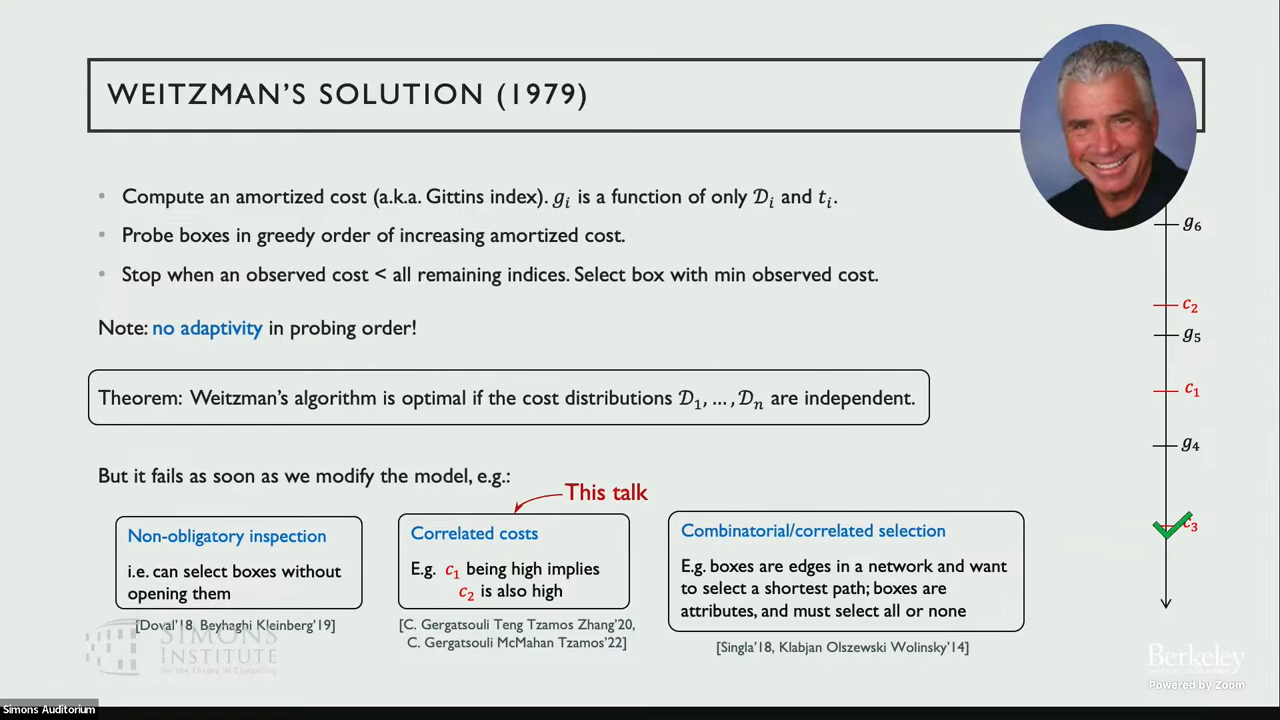 WEITZMAN'S SOLUTION (1979)
• Compute an amortized cost (a.k.a. Gittins index). gᵢ is a function of only 𝒟ᵢ and tᵢ.
• Probe boxes in greedy order of increasing amortized cost.
• Stop when an observed cost < all remaining indices. Select box with min observed cost.
Note: no adaptivity in probing order!
Theorem: Weitzman's algorithm is optimal if the cost distributions 𝒟₁, … , 𝒟ₙ are independent.
But it fails as soon as we modify the model, e.g.:
This talk
Non-obligatory inspection
i.e. can select boxes without
opening them
[Doval'18, Beyhaghi Kleinberg'19]
Correlated costs
E.g. c₁ being high implies
c₂ is also high
[C. Gergatsouli Teng Tzamos Zhang'20,
C. Gergatsouli McMahan Tzamos'22]
Combinatorial/correlated selection
E.g. boxes are edges in a network and want
to select a shortest path; boxes are
attributes, and must select all or none
[Singla'18, Klabjan Olszewski Wolinsky'14]
g₆
c₂
g₅
c₁
g₄
c₃
SIMONS
INSTITUTE
for the Theory of Computing
Berkeley
Powered by Zoom
Simons Auditorium